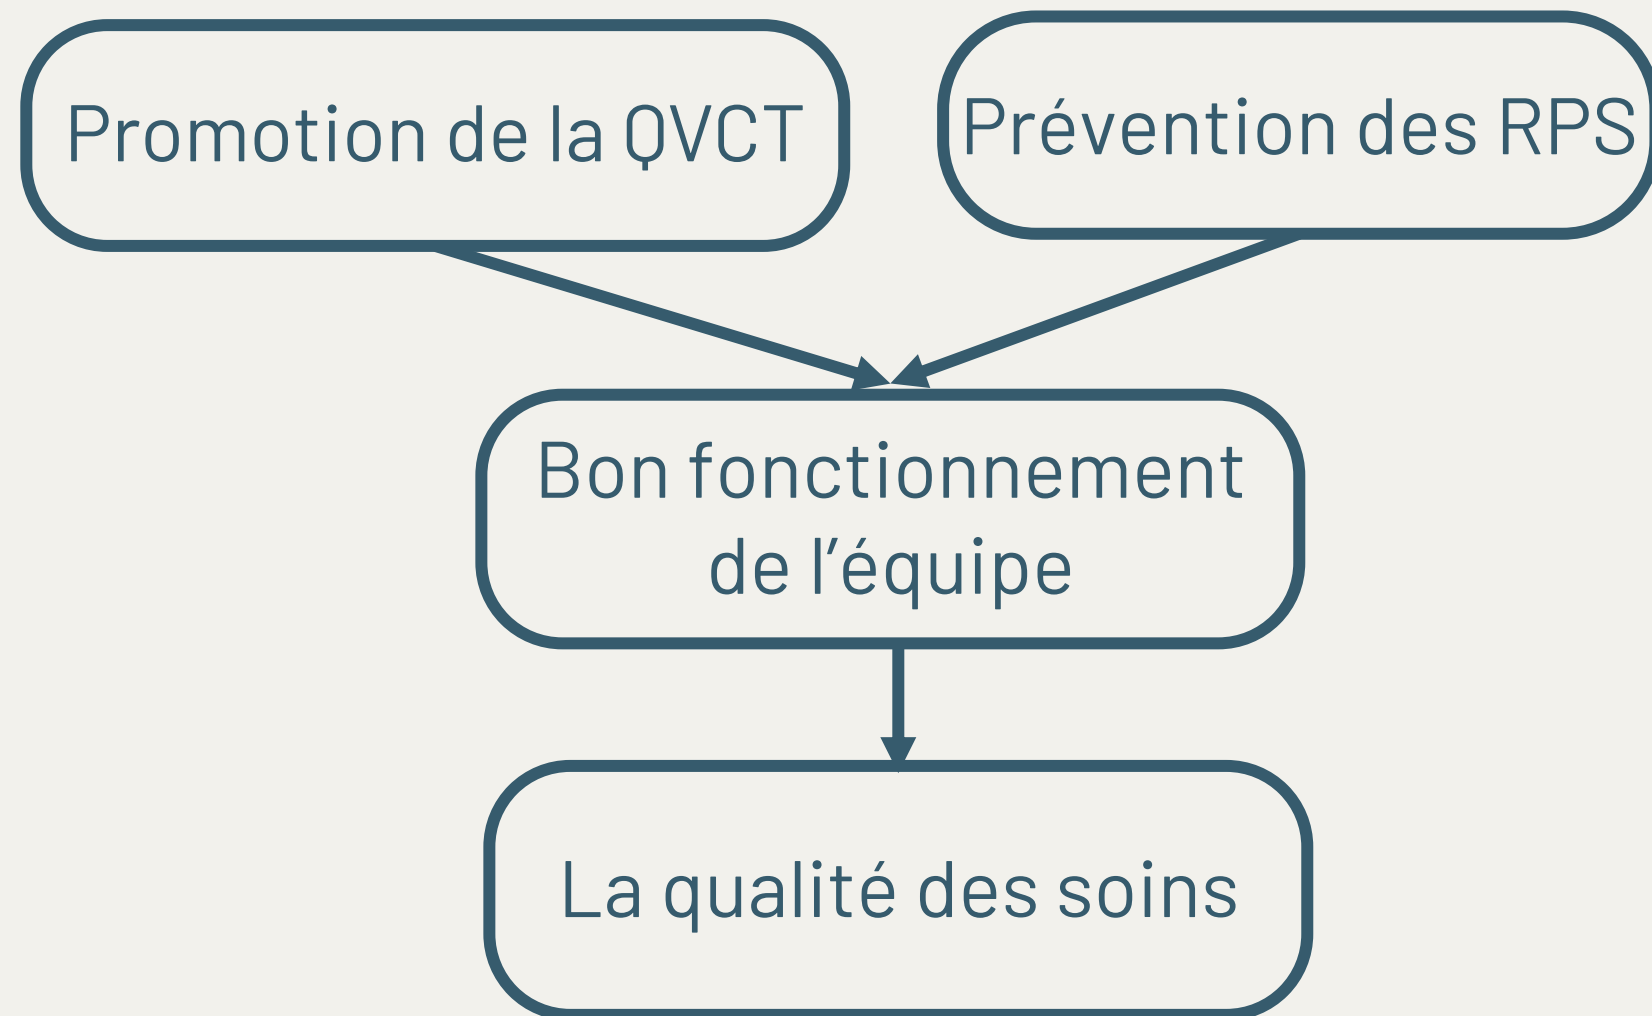 Promotion de la QVCT
Prévention des RPS
Bon fonctionnement
de l’équipe
La qualité des soins